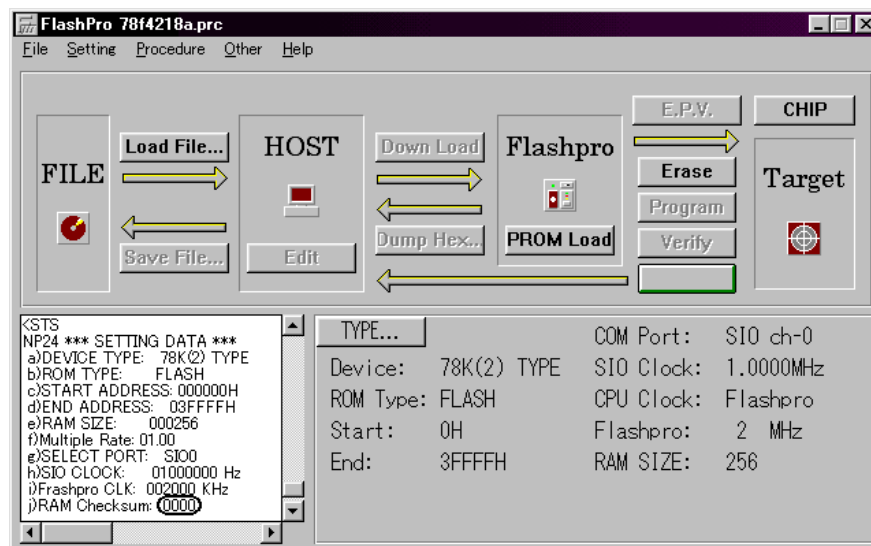 FlashPro 78f4218a.prc
File Setting Procedure Other Help
E.P.V. CHIP
Load File... HOST Down Load Flashpro
FILE Erase Target
Program
Save File... Edit Dump Hex... PROM Load Verify
<STS
NP24 *** SETTING DATA ***
a)DEVICE TYPE: 78K(2) TYPE
b)ROM TYPE: FLASH
c)START ADDRESS: 000000H
d)END ADDRESS: 03FFFFH
e)RAM SIZE: 000256
f)Multiple Rate: 01.00
g)SELECT PORT: SIO0
h)SIO CLOCK: 01000000 Hz
i)Frashpro CLK: 002000 KHz
j)RAM Checksum: 0000
TYPE... COM Port: SIO ch-0
Device: 78K(2) TYPE SIO Clock: 1.0000MHz
ROM Type: FLASH CPU Clock: Flashpro
Start: 0H Flashpro: 2 MHz
End: 3FFFFH RAM SIZE: 256